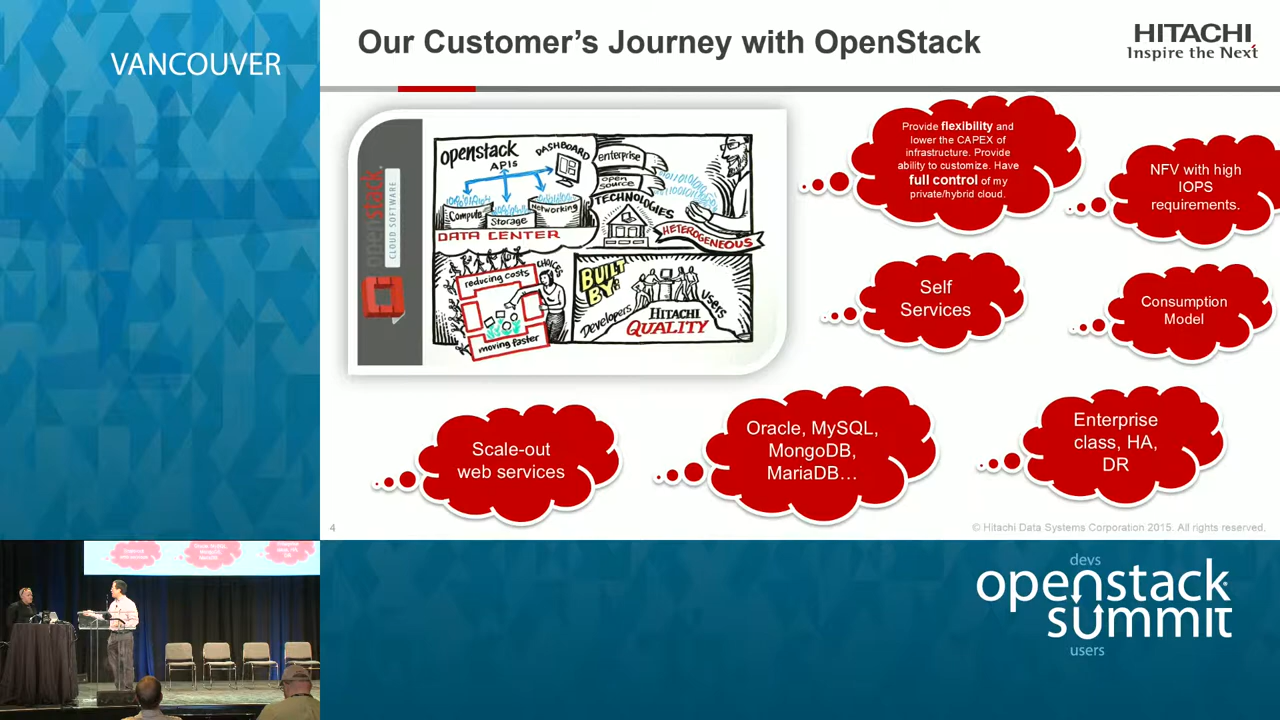 VANCOUVER
Our Customer's Journey with OpenStack
HITACHI
Inspire the Next
openstack
CLOUD SOFTWARE
openstack
APIs
DASHBOARD
Compute
Storage
Networking
DATA CENTER
enterprise
open source
TECHNOLOGIES
HETEROGENEOUS
reducing costs
CHOICES
moving faster
BUILT
BY:
Developers
users
HITACHI
QUALITY
Provide flexibility and
lower the CAPEX of
infrastructure. Provide
ability to customize. Have
full control of my
private/hybrid cloud.
NFV with high
IOPS
requirements.
Self
Services
Consumption
Model
Scale-out
web services
Oracle, MySQL,
MongoDB,
MariaDB…
Enterprise
class, HA,
DR
4
© Hitachi Data Systems Corporation 2015. All rights reserved.
devs
openstack
summit
users